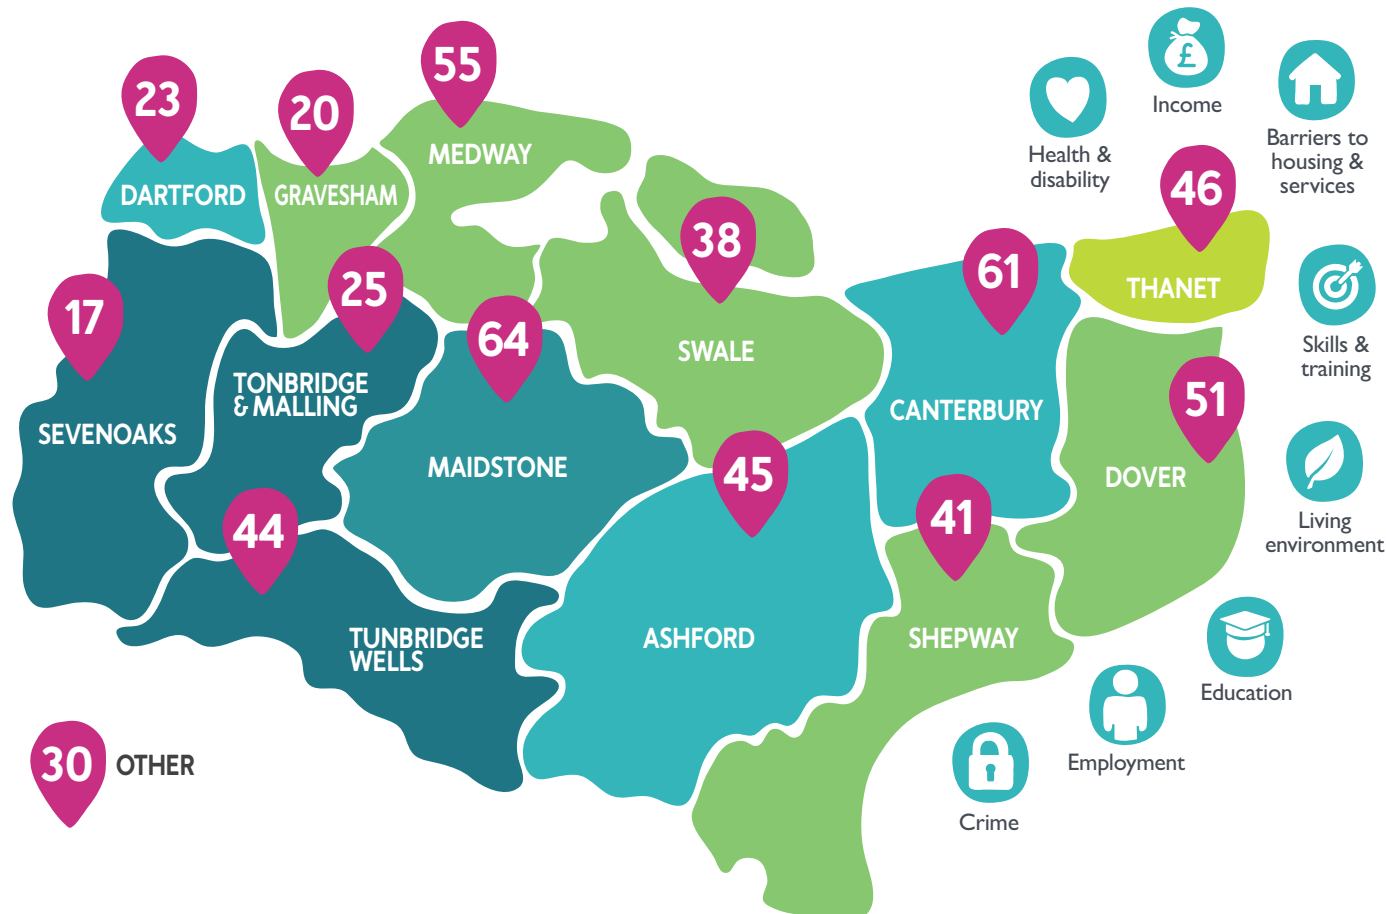 55
23
20
MEDWAY
DARTFORD
GRAVESHAM
38
46
61
25
17
64
THANET
SWALE
TONBRIDGE
& MALLING
CANTERBURY
51
SEVENOAKS
MAIDSTONE
45
DOVER
44
41
TUNBRIDGE
WELLS
ASHFORD
SHEPWAY
30 OTHER
£
Income
Health &
disability
Barriers to
housing &
services
Skills &
training
Living
environment
Education
Employment
Crime